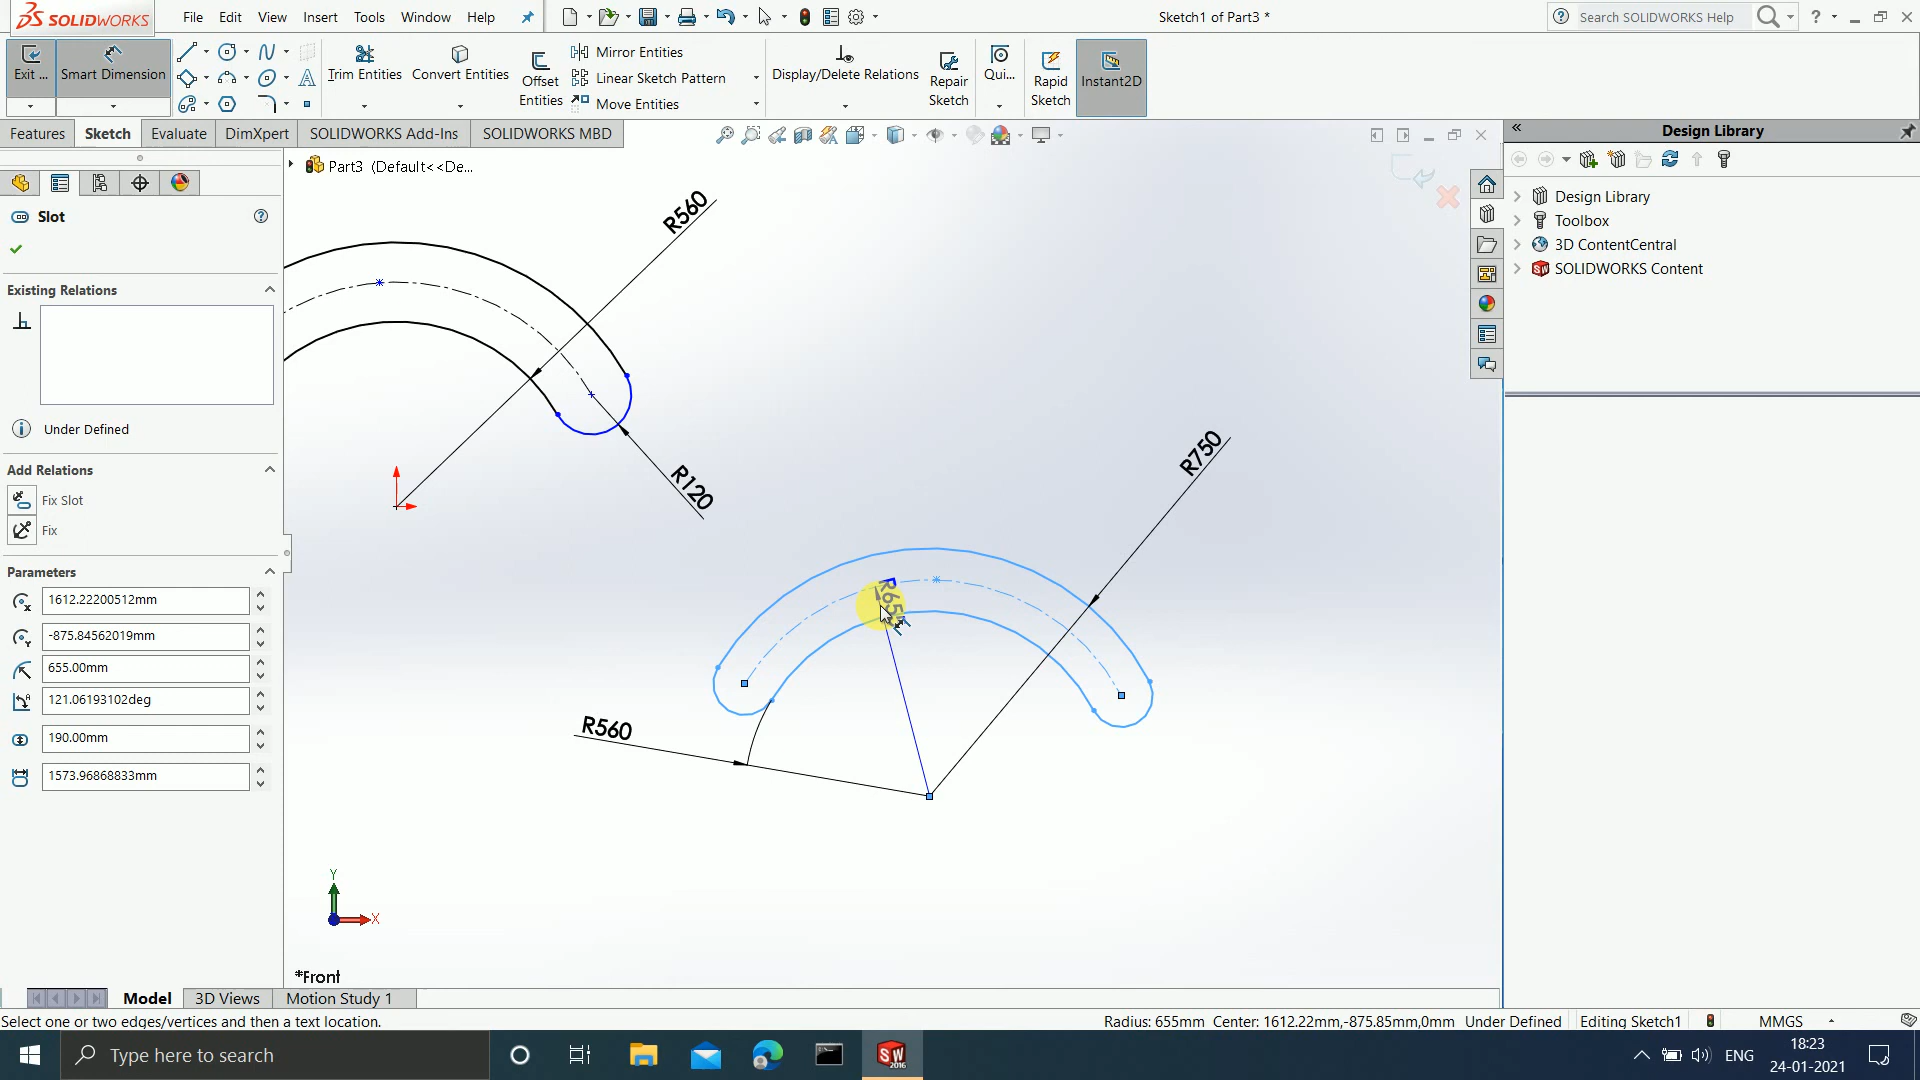 SOLIDWORKS
File Edit View Insert Tools Window Help
Sketch1 of Part3 *
Search SOLIDWORKS Help
Exit ...
Smart Dimension
Trim Entities
Convert Entities
Offset Entities
Mirror Entities
Linear Sketch Pattern
Move Entities
Display/Delete Relations
Repair Sketch
Qui...
Rapid Sketch
Instant2D
Features Sketch Evaluate DimXpert SOLIDWORKS Add-Ins SOLIDWORKS MBD
Design Library
Part3 (Default<<De...
Design Library
Toolbox
3D ContentCentral
SOLIDWORKS Content
Slot
Existing Relations
Under Defined
Add Relations
Fix Slot
Fix
Parameters
1612.22200512mm
-875.84562019mm
655.00mm
121.06193102deg
190.00mm
1573.96868833mm
R560
R120
R750
R655
R560
Y
X
*Front
Model 3D Views Motion Study 1
Select one or two edges/vertices and then a text location.
Radius: 655mm Center: 1612.22mm,-875.85mm,0mm Under Defined Editing Sketch1 MMGS
Type here to search
SW
2016
ENG
18:23
24-01-2021